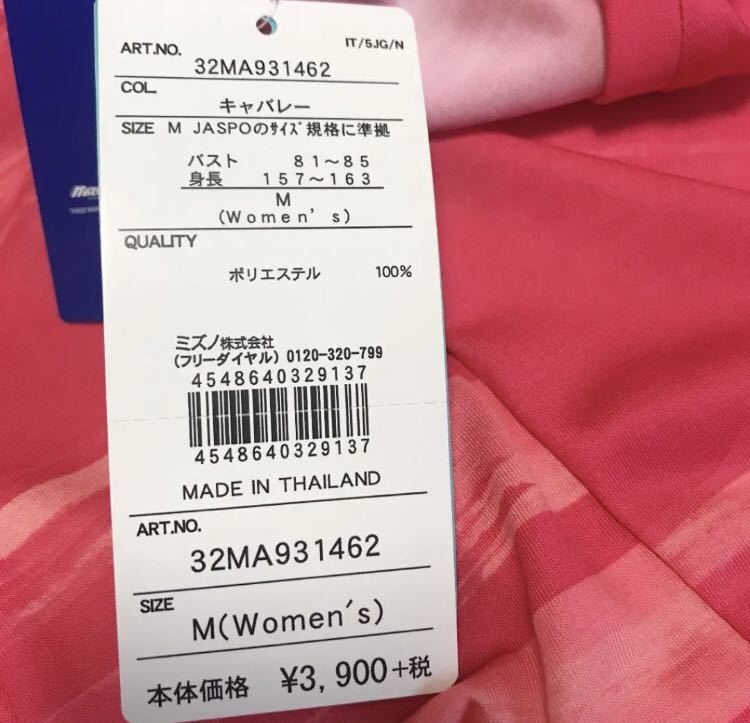 ART.NO. IT/5JG/N
32MA931462
COL.
キャバレー
SIZE M JASPOのｻｲｽﾞ規格に準拠
バスト 81～85
身長 157～163
M
(Women's)
QUALITY
ポリエステル 100%
ミズノ株式会社
(フリーダイヤル) 0120-320-799
4548640329137
4548640329137
MADE IN THAILAND
ART.NO.
32MA931462
SIZE
M(Women's)
本体価格 ¥3,900+税